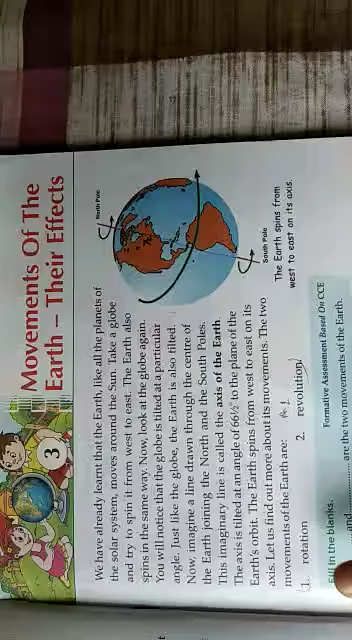 3
Movements Of The
Earth – Their Effects
We have already learnt that the Earth, like all the planets of
the solar system, moves around the Sun. Take a globe
and try to spin it from west to east. The Earth also
spins in the same way. Now, look at the globe again.
You will notice that the globe is tilted at a particular
angle. Just like the globe, the Earth is also tilted.
Now, imagine a line drawn through the centre of
the Earth joining the North and the South Poles.
This imaginary line is called the axis of the Earth.
The axis is tilted at an angle of 66½° to the plane of the
Earth's orbit. The Earth spins from west to east on its
axis. Let us find out more about its movements. The two
movements of the Earth are:
1. rotation 2. revolution
North Pole
South Pole
The Earth spins from
west to east on its axis.
Formative Assessment Based On CCE
Fill in the blanks.
and .......... are the two movements of the Earth.